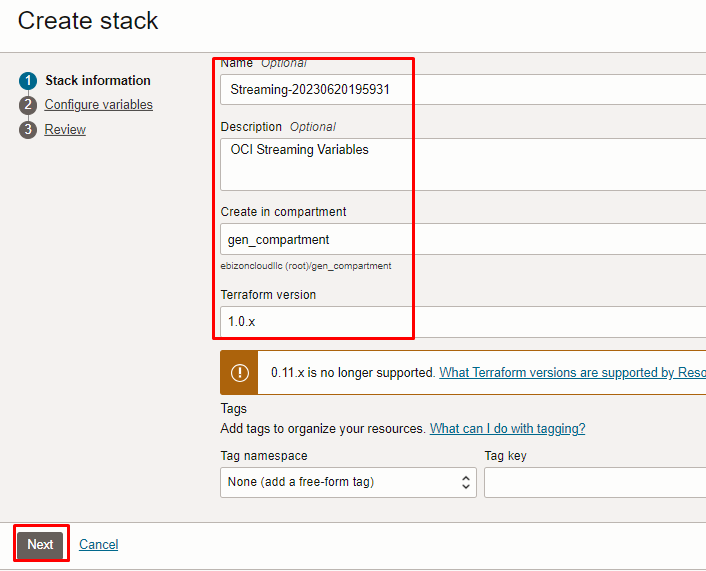 Create stack
1 Stack information
2 Configure variables
3 Review
Name Optional
Streaming-20230620195931
Description Optional
OCI Streaming Variables
Create in compartment
gen_compartment
ebizoncloudllc (root)/gen_compartment
Terraform version
1.0.x
0.11.x is no longer supported. What Terraform versions are supported by Reso
Tags
Add tags to organize your resources. What can I do with tagging?
Tag namespace
Tag key
None (add a free-form tag)
Next
Cancel